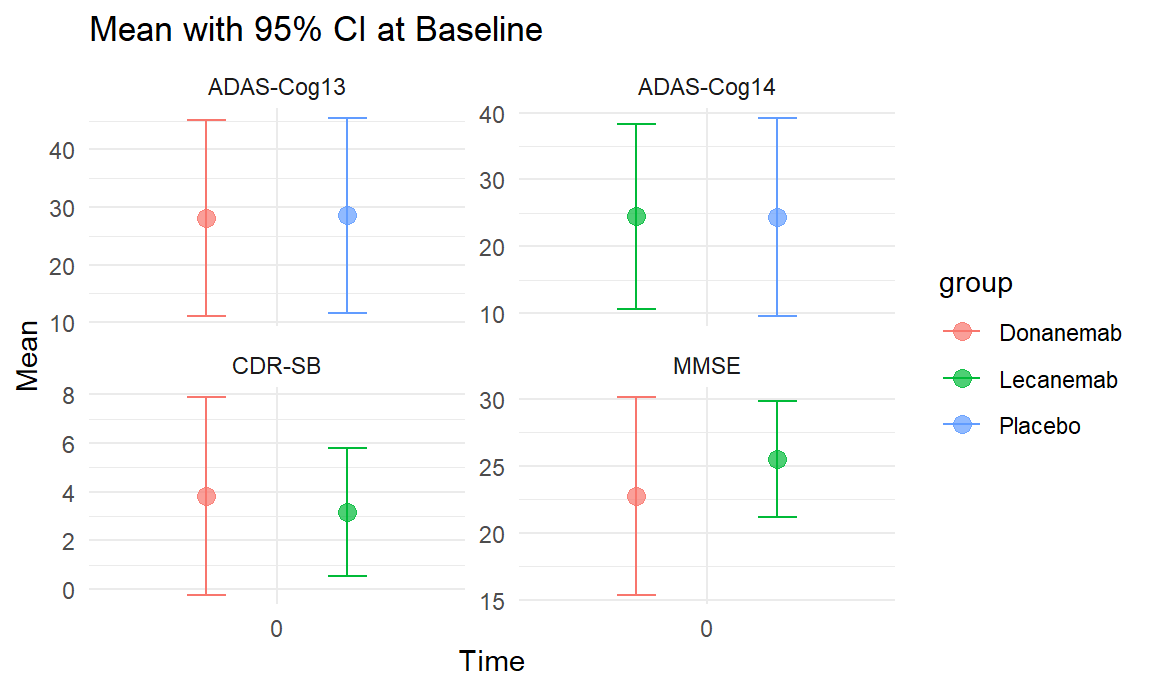 Mean with 95% CI at Baseline
ADAS-Cog13
ADAS-Cog14
40
30
20
10
40
30
20
10
Mean
CDR-SB
MMSE
8
6
4
2
0
30
25
20
15
0
0
Time
group
Donanemab
Lecanemab
Placebo